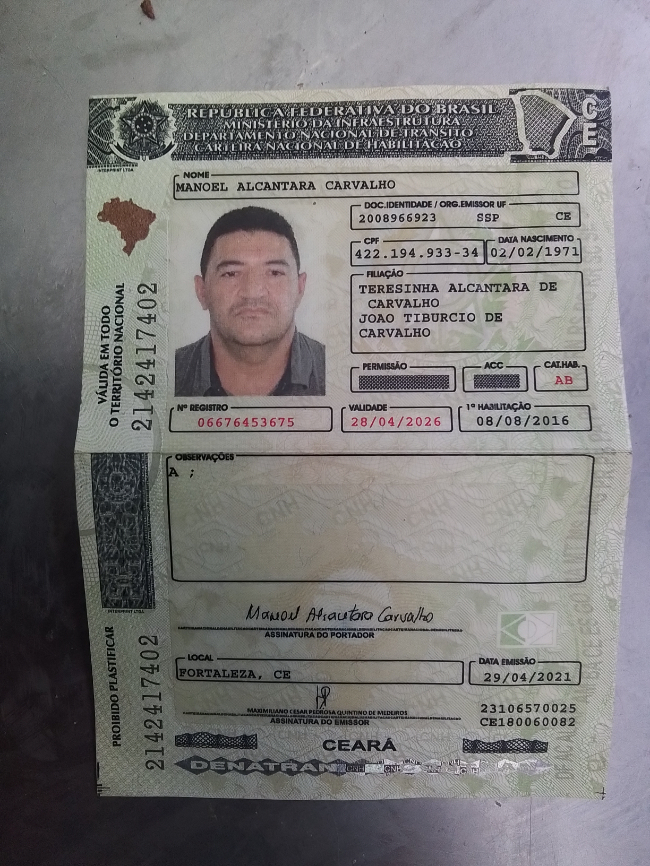 REPÚBLICA FEDERATIVA DO BRASIL
MINISTÉRIO DA INFRAESTRUTURA
DEPARTAMENTO NACIONAL DE TRÂNSITO
CARTEIRA NACIONAL DE HABILITAÇÃO
CE
INTERPRINT LTDA
NOME
MANOEL ALCANTARA CARVALHO
DOC. IDENTIDADE / ORG. EMISSOR UF
2008966923 SSP CE
CPF
422.194.933-34
DATA NASCIMENTO
02/02/1971
FILIAÇÃO
TERESINHA ALCANTARA DE
CARVALHO
JOAO TIBURCIO DE
CARVALHO
PERMISSÃO
ACC
CAT. HAB.
AB
Nº REGISTRO
06676453675
VALIDADE
28/04/2026
1ª HABILITAÇÃO
08/08/2016
VÁLIDA EM TODO
O TERRITÓRIO NACIONAL
2142417402
OBSERVAÇÕES
A ;
INTERPRINT LTDA
Manoel Alcantara Carvalho
ASSINATURA DO PORTADOR
LOCAL
FORTALEZA, CE
DATA EMISSÃO
29/04/2021
MAXIMILIANO CESAR PEDROSA QUINTINO DE MEDEIROS
ASSINATURA DO EMISSOR
23106570025
CE180060082
PROIBIDO PLASTIFICAR
2142417402
CEARÁ
DENATRAN